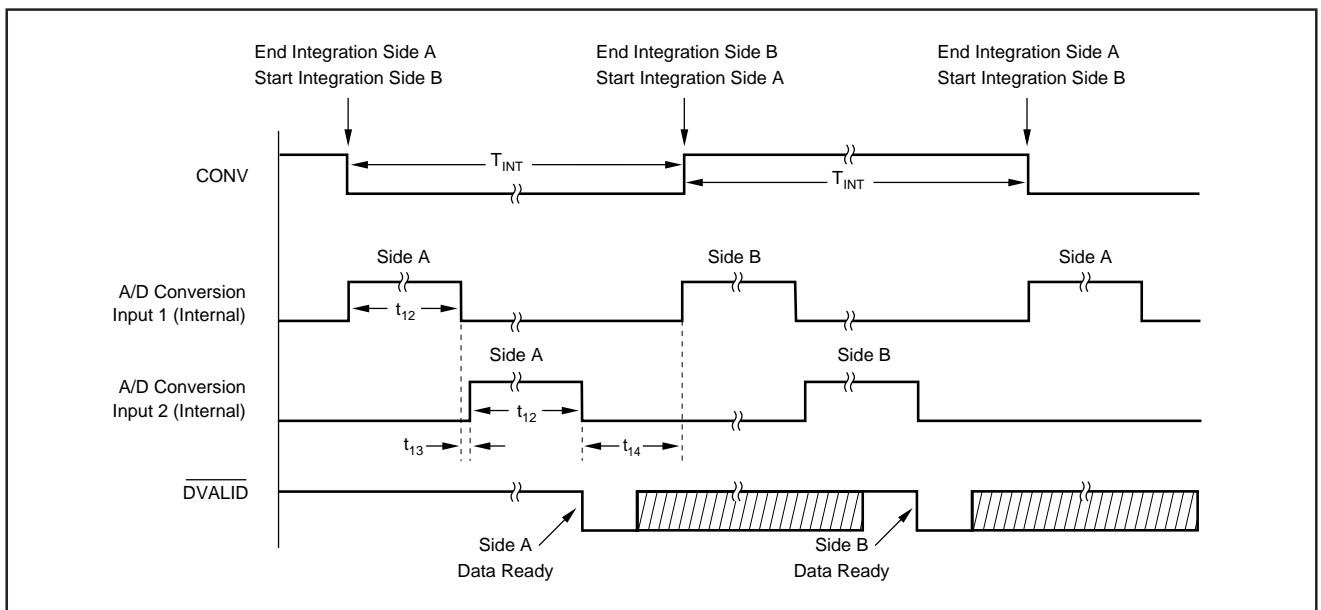 End Integration Side A
Start Integration Side B
End Integration Side B
Start Integration Side A
End Integration Side A
Start Integration Side B
CONV
TINT
TINT
A/D Conversion
Input 1 (Internal)
Side A
Side B
Side A
t12
A/D Conversion
Input 2 (Internal)
Side A
Side B
t12
t13
t14
DVALID
Side A
Data Ready
Side B
Data Ready